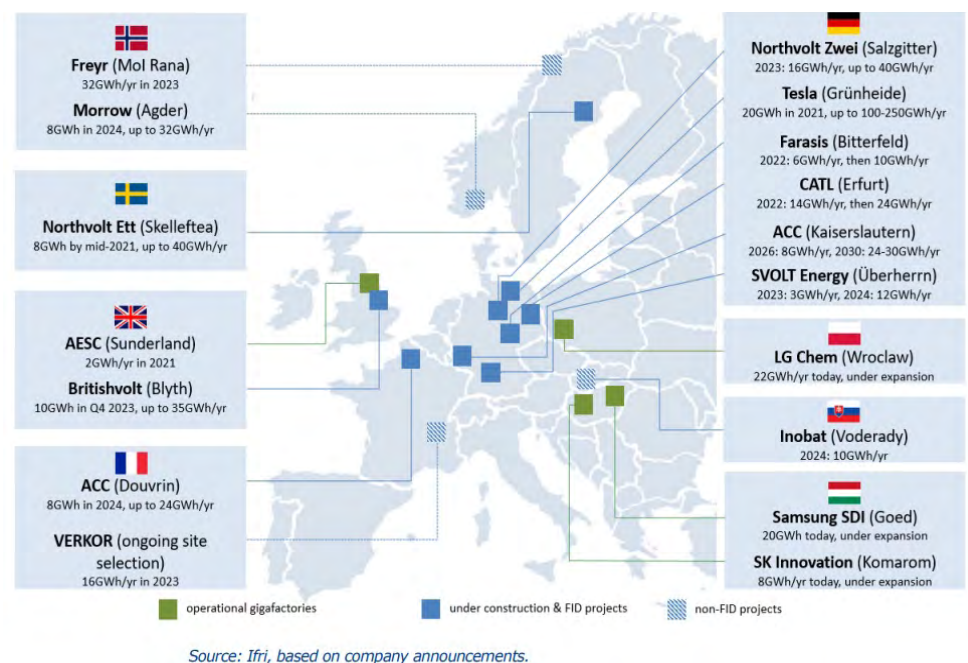 Freyr (MoI Rana)
32GWh/yr in 2023
Morrow (Agder)
8GWh in 2024, up to 32GWh/yr
Northvolt Ett (Skelleftea)
8GWh by mid-2021, up to 40GWh/yr
AESC (Sunderland)
2GWh/yr in 2021
Britishvolt (Blyth)
10GWh in Q4 2023, up to 35GWh/yr
ACC (Douvrin)
8GWh in 2024, up to 24GWh/yr
VERKOR (ongoing site
selection)
16GWh/yr in 2023
Northvolt Zwei (Salzgitter)
2023: 16GWh/yr, up to 40GWh/yr
Tesla (Grünheide)
20GWh in 2021, up to 100-250GWh/yr
Farasis (Bitterfeld)
2022: 6GWh/yr, then 10GWh/yr
CATL (Erfurt)
2022: 14GWh/yr, then 24GWh/yr
ACC (Kaiserslautern)
2026: 8GWh/yr, 2030: 24-30GWh/yr
SVOLT Energy (Überherrn)
2023: 3GWh/yr, 2024: 12GWh/yr
LG Chem (Wroclaw)
22GWh/yr today, under expansion
Inobat (Voderady)
2024: 10GWh/yr
Samsung SDI (Goed)
20GWh today, under expansion
SK Innovation (Komarom)
8GWh/yr today, under expansion
operational gigafactories
under construction & FID projects
non-FID projects
Source: Ifri, based on company announcements.